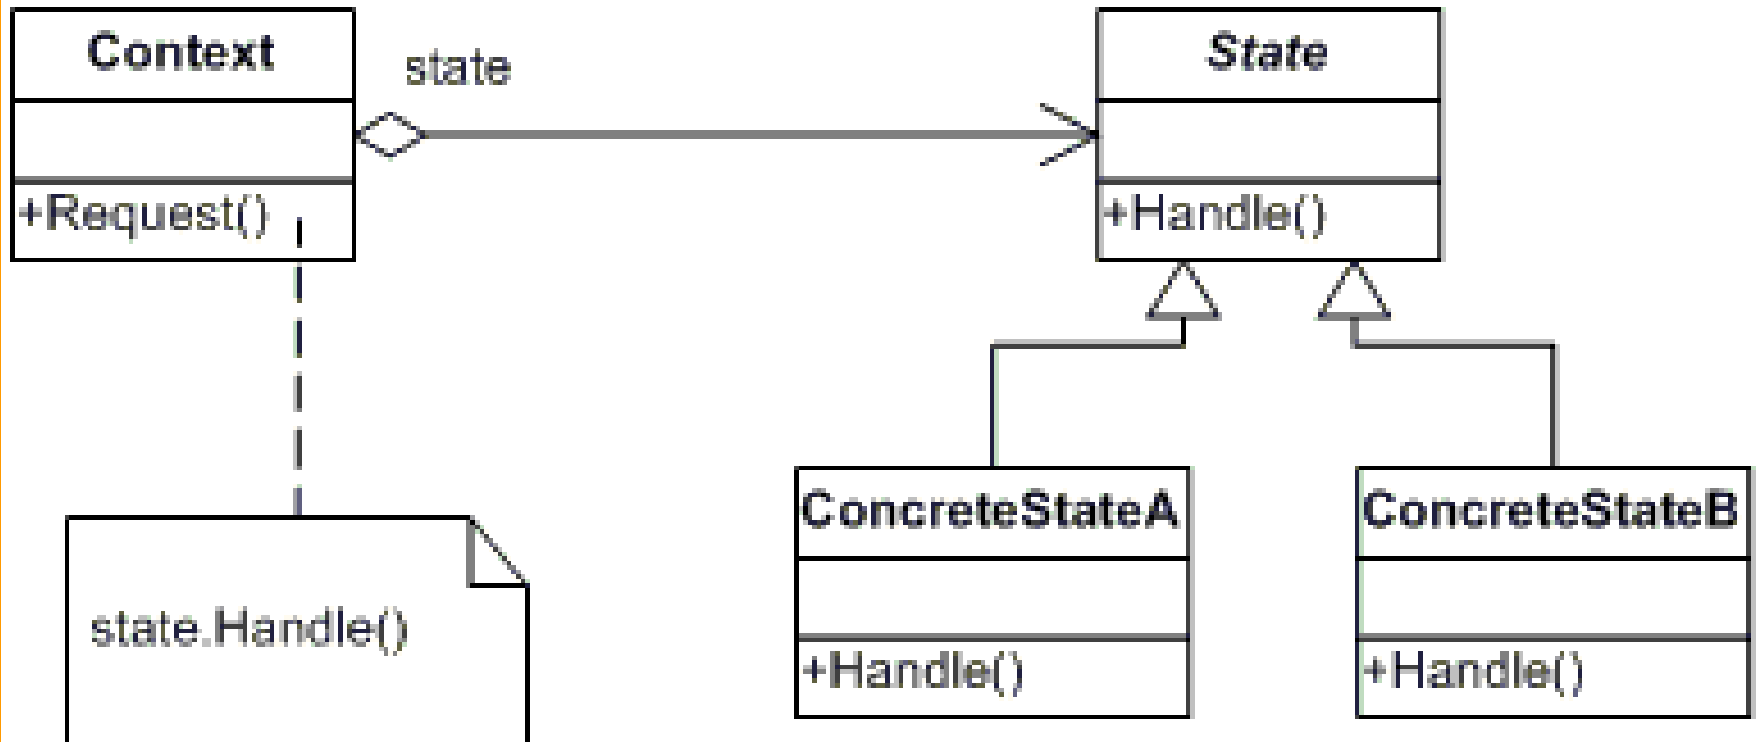 Context
state
State
+Request()
+Handle()
ConcreteStateA
ConcreteStateB
state.Handle()
+Handle()
+Handle()